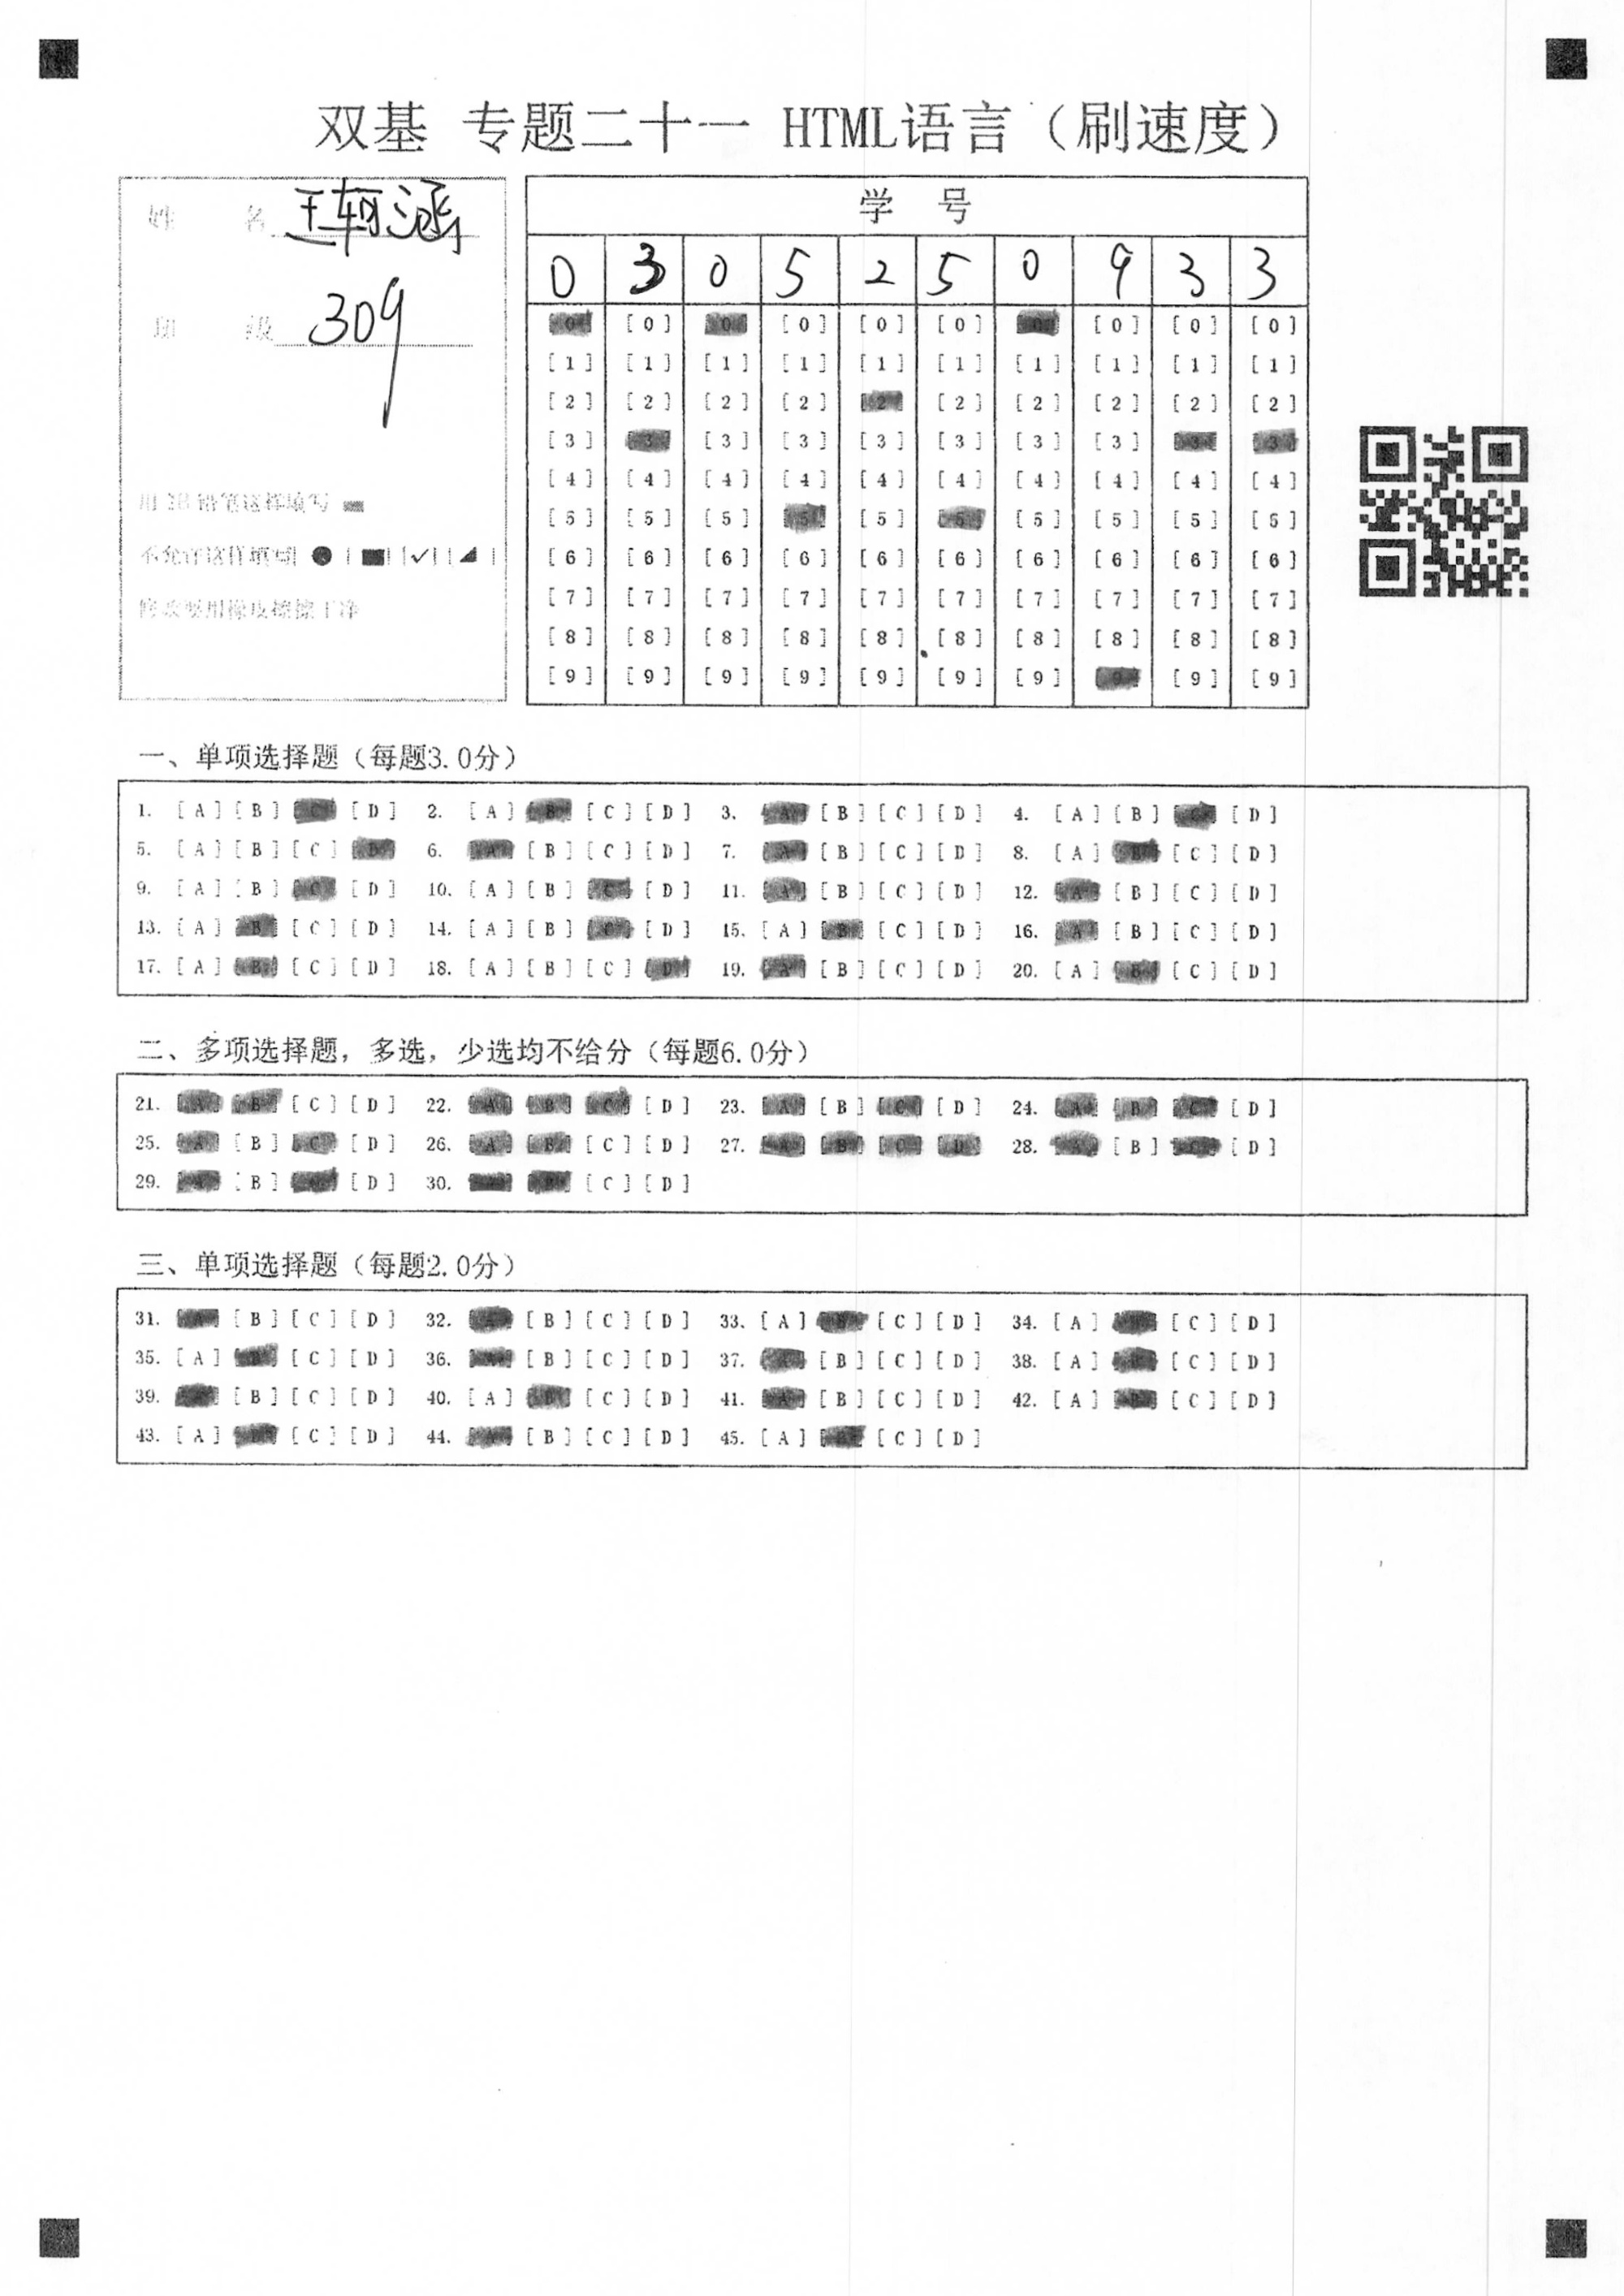 双基 专题二十一 HTML语言（刷速度）
姓 名 王轲涵
班 级 309
用2B铅笔这样填写
不允许这样填写
修改要用橡皮擦擦干净
学 号
0 3 0 5 2 5 0 9 3 3
[0] [0] [0] [0] [0] [0] [0] [0] [0] [0]
[1] [1] [1] [1] [1] [1] [1] [1] [1] [1]
[2] [2] [2] [2] [2] [2] [2] [2] [2] [2]
[3] [3] [3] [3] [3] [3] [3] [3] [3] [3]
[4] [4] [4] [4] [4] [4] [4] [4] [4] [4]
[5] [5] [5] [5] [5] [5] [5] [5] [5] [5]
[6] [6] [6] [6] [6] [6] [6] [6] [6] [6]
[7] [7] [7] [7] [7] [7] [7] [7] [7] [7]
[8] [8] [8] [8] [8] [8] [8] [8] [8] [8]
[9] [9] [9] [9] [9] [9] [9] [9] [9] [9]
一、单项选择题（每题3.0分）
1. [A] [B] [C] [D] 2. [A] [B] [C] [D] 3. [A] [B] [C] [D] 4. [A] [B] [C] [D]
5. [A] [B] [C] [D] 6. [A] [B] [C] [D] 7. [A] [B] [C] [D] 8. [A] [B] [C] [D]
9. [A] [B] [C] [D] 10. [A] [B] [C] [D] 11. [A] [B] [C] [D] 12. [A] [B] [C] [D]
13. [A] [B] [C] [D] 14. [A] [B] [C] [D] 15. [A] [B] [C] [D] 16. [A] [B] [C] [D]
17. [A] [B] [C] [D] 18. [A] [B] [C] [D] 19. [A] [B] [C] [D] 20. [A] [B] [C] [D]
二、多项选择题，多选，少选均不给分（每题6.0分）
21. [A] [B] [C] [D] 22. [A] [B] [C] [D] 23. [A] [B] [C] [D] 24. [A] [B] [C] [D]
25. [A] [B] [C] [D] 26. [A] [B] [C] [D] 27. [A] [B] [C] [D] 28. [A] [B] [C] [D]
29. [A] [B] [C] [D] 30. [A] [B] [C] [D]
三、单项选择题（每题2.0分）
31. [A] [B] [C] [D] 32. [A] [B] [C] [D] 33. [A] [B] [C] [D] 34. [A] [B] [C] [D]
35. [A] [B] [C] [D] 36. [A] [B] [C] [D] 37. [A] [B] [C] [D] 38. [A] [B] [C] [D]
39. [A] [B] [C] [D] 40. [A] [B] [C] [D] 41. [A] [B] [C] [D] 42. [A] [B] [C] [D]
43. [A] [B] [C] [D] 44. [A] [B] [C] [D] 45. [A] [B] [C] [D]